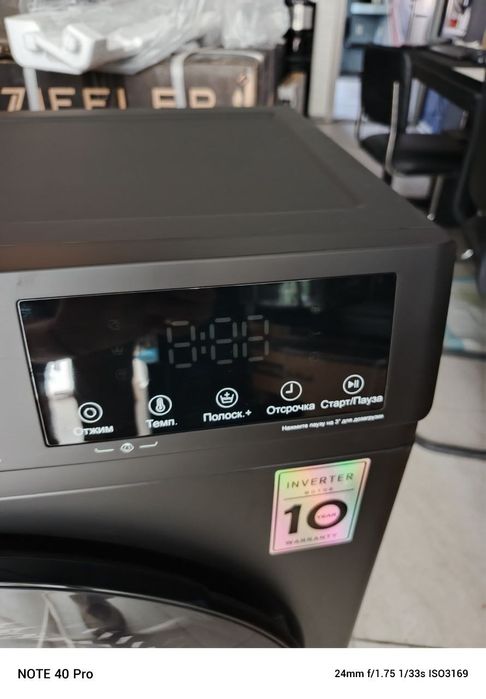 ZEFLER
8:88
Отжим
Темп.
Полоск.+
Отсрочка
Старт/Пауза
Нажмите паузу на 3" для дозагрузки
INVERTER
MOTOR
10
YEAR
WARRANTY
NOTE 40 Pro
24mm f/1.75 1/33s ISO3169